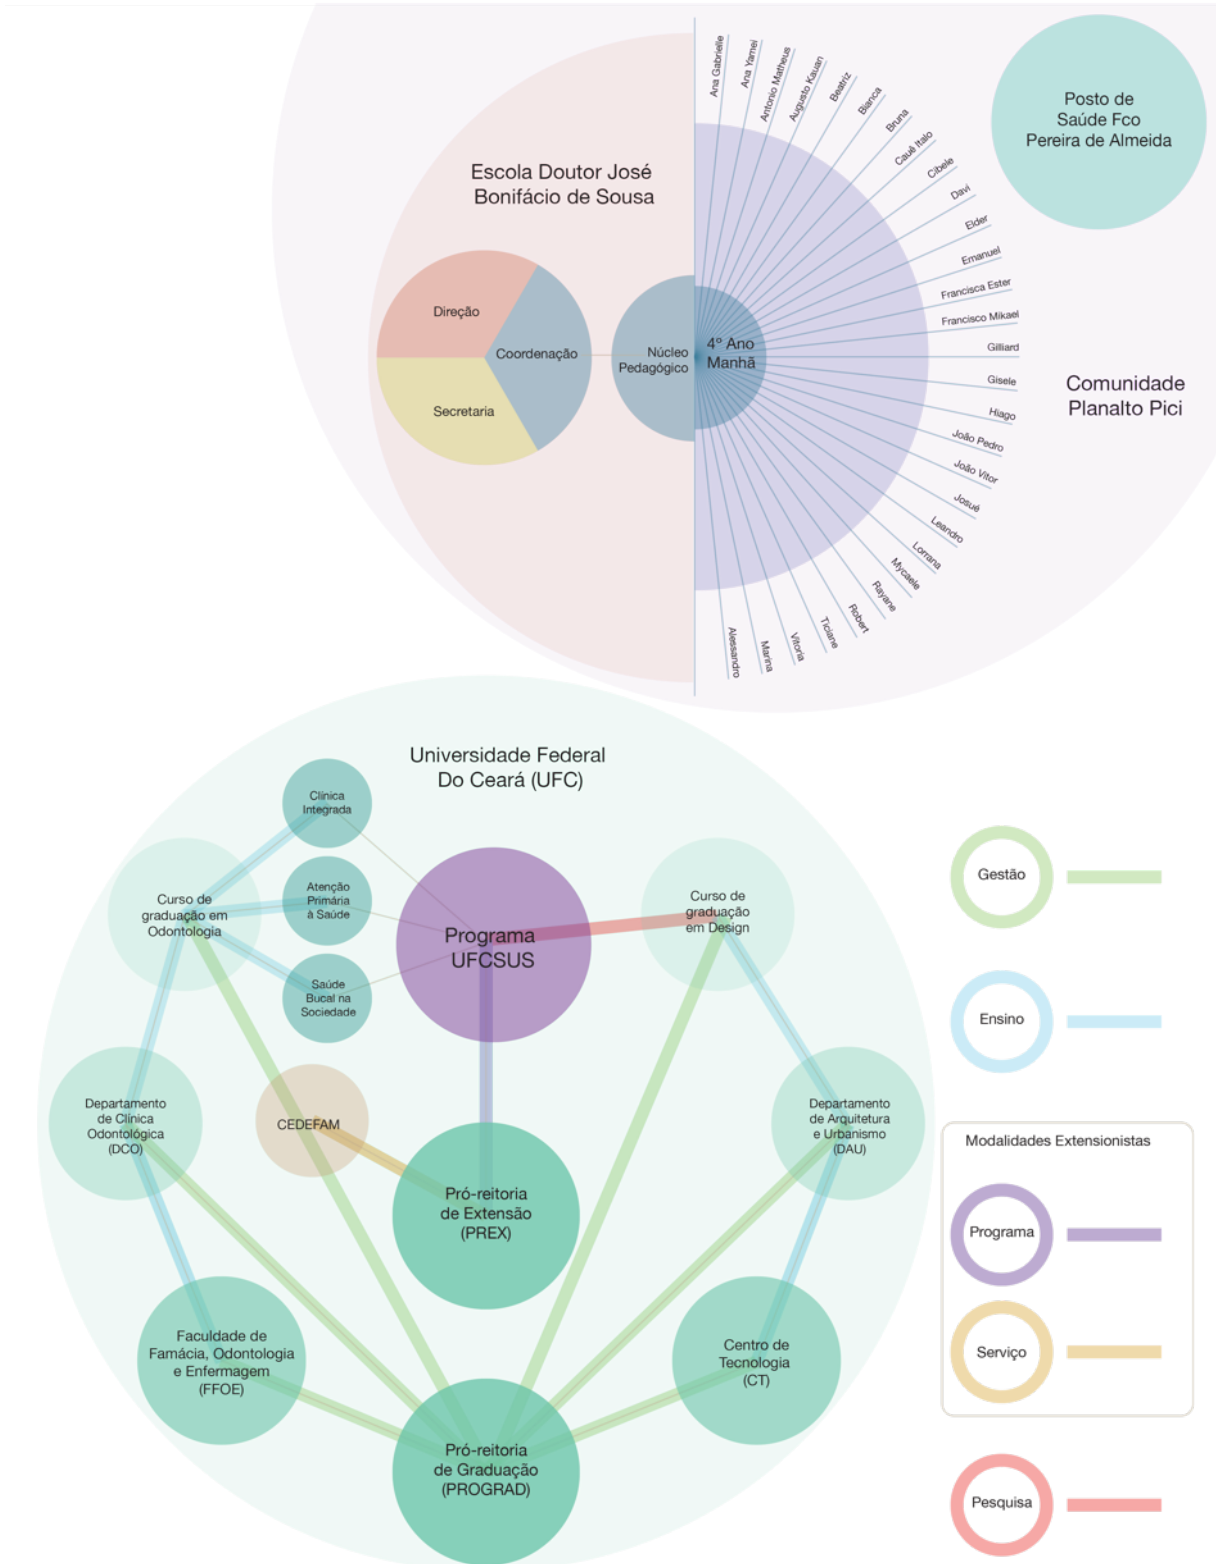 Ana Gabrielle
Ana Yamei
Antonio Matheus
Augusto Kauan
Beatriz
Bianca
Bruna
Cauê Italo
Cibele
Davi
Elder
Emanuel
Francisca Ester
Francisco Mikael
Gilliard
Gisele
Hiago
João Pedro
João Vitor
Josué
Leandro
Lorrana
Mycaele
Rayane
Robert
Ticiane
Vitoria
Marina
Alessandro
Posto de
Saúde Fco
Pereira de Almeida
Escola Doutor José
Bonifácio de Sousa
Direção
Coordenação
Secretaria
Núcleo
Pedagógico
4º Ano
Manhã
Comunidade
Planalto Pici
Universidade Federal
Do Ceará (UFC)
Clínica
Integrada
Atenção
Primária
à Saúde
Saúde
Bucal na
Sociedade
Curso de
graduação em
Odontologia
Programa
UFCSUS
Curso de
graduação
em Design
Departamento
de Clínica
Odontológica
(DCO)
CEDEFAM
Pró-reitoria
de Extensão
(PREX)
Departamento
de Arquitetura
e Urbanismo
(DAU)
Faculdade de
Famácia, Odontologia
e Enfermagem
(FFOE)
Pró-reitoria
de Graduação
(PROGRAD)
Centro de
Tecnologia
(CT)
Gestão
Ensino
Modalidades Extensionistas
Programa
Serviço
Pesquisa